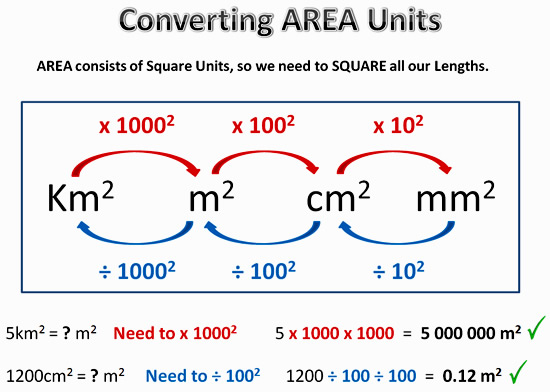 Converting AREA Units
AREA consists of Square Units, so we need to SQUARE all our Lengths.
x 1000² x 100² x 10²
Km² m² cm² mm²
÷ 1000² ÷ 100² ÷ 10²
5km² = ? m² Need to x 1000² 5 x 1000 x 1000 = 5 000 000 m² ✓
1200cm² = ? m² Need to ÷ 100² 1200 ÷ 100 ÷ 100 = 0.12 m² ✓